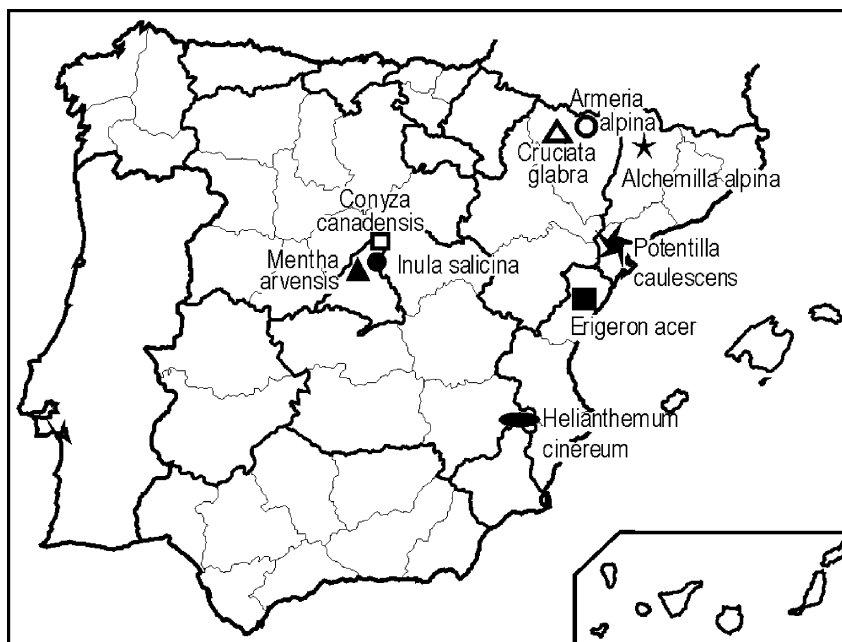 Armeria
alpina
Cruciata
glabra
Alchemilla alpina
Conyza
canadensis
Mentha
arvensis
Inula salicina
Potentilla
caulescens
Erigeron acer
Helianthemum
cinereum